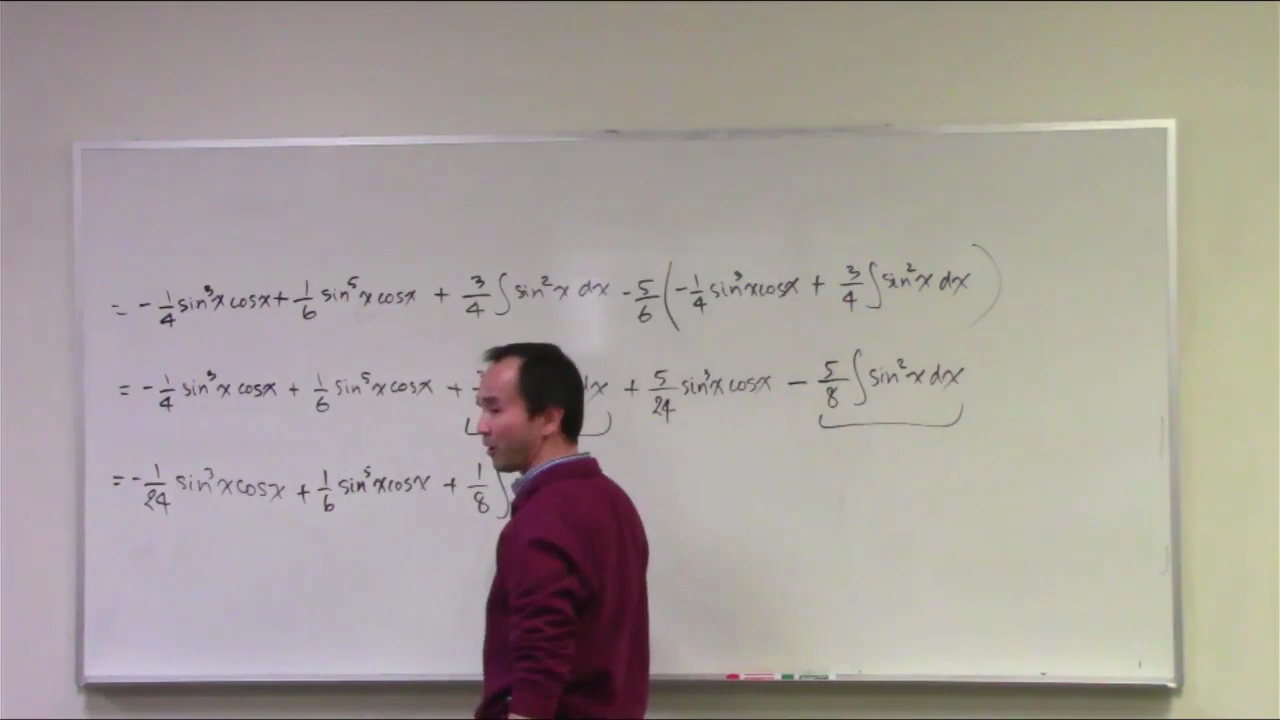 = - 1/4 sin³x cosx + 1/6 sin⁵x cosx + 3/4 ∫ sin²x dx - 5/6 ( - 1/4 sin³x cosx + 3/4 ∫ sin²x dx )
= - 1/4 sin³x cosx + 1/6 sin⁵x cosx + dx + 5/24 sin³x cosx - 5/8 ∫ sin²x dx
= - 1/24 sin³x cosx + 1/6 sin⁵x cosx + 1/8 ∫